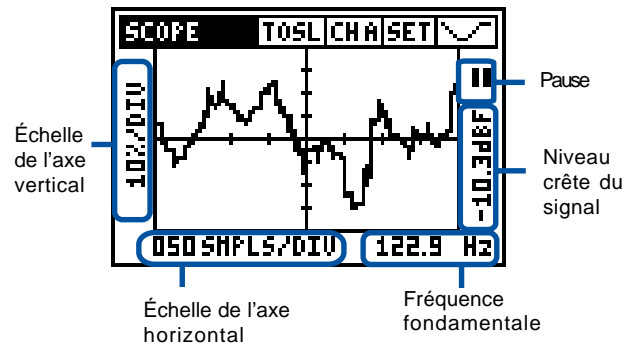 SCOPE TOSL CH A SET
10%/DIV
-10.3dBF
050 SMPLS/DIV 122.9 Hz
Échelle
de l'axe
vertical
Pause
Niveau
crête du
signal
Échelle de l'axe
horizontal
Fréquence
fondamentale